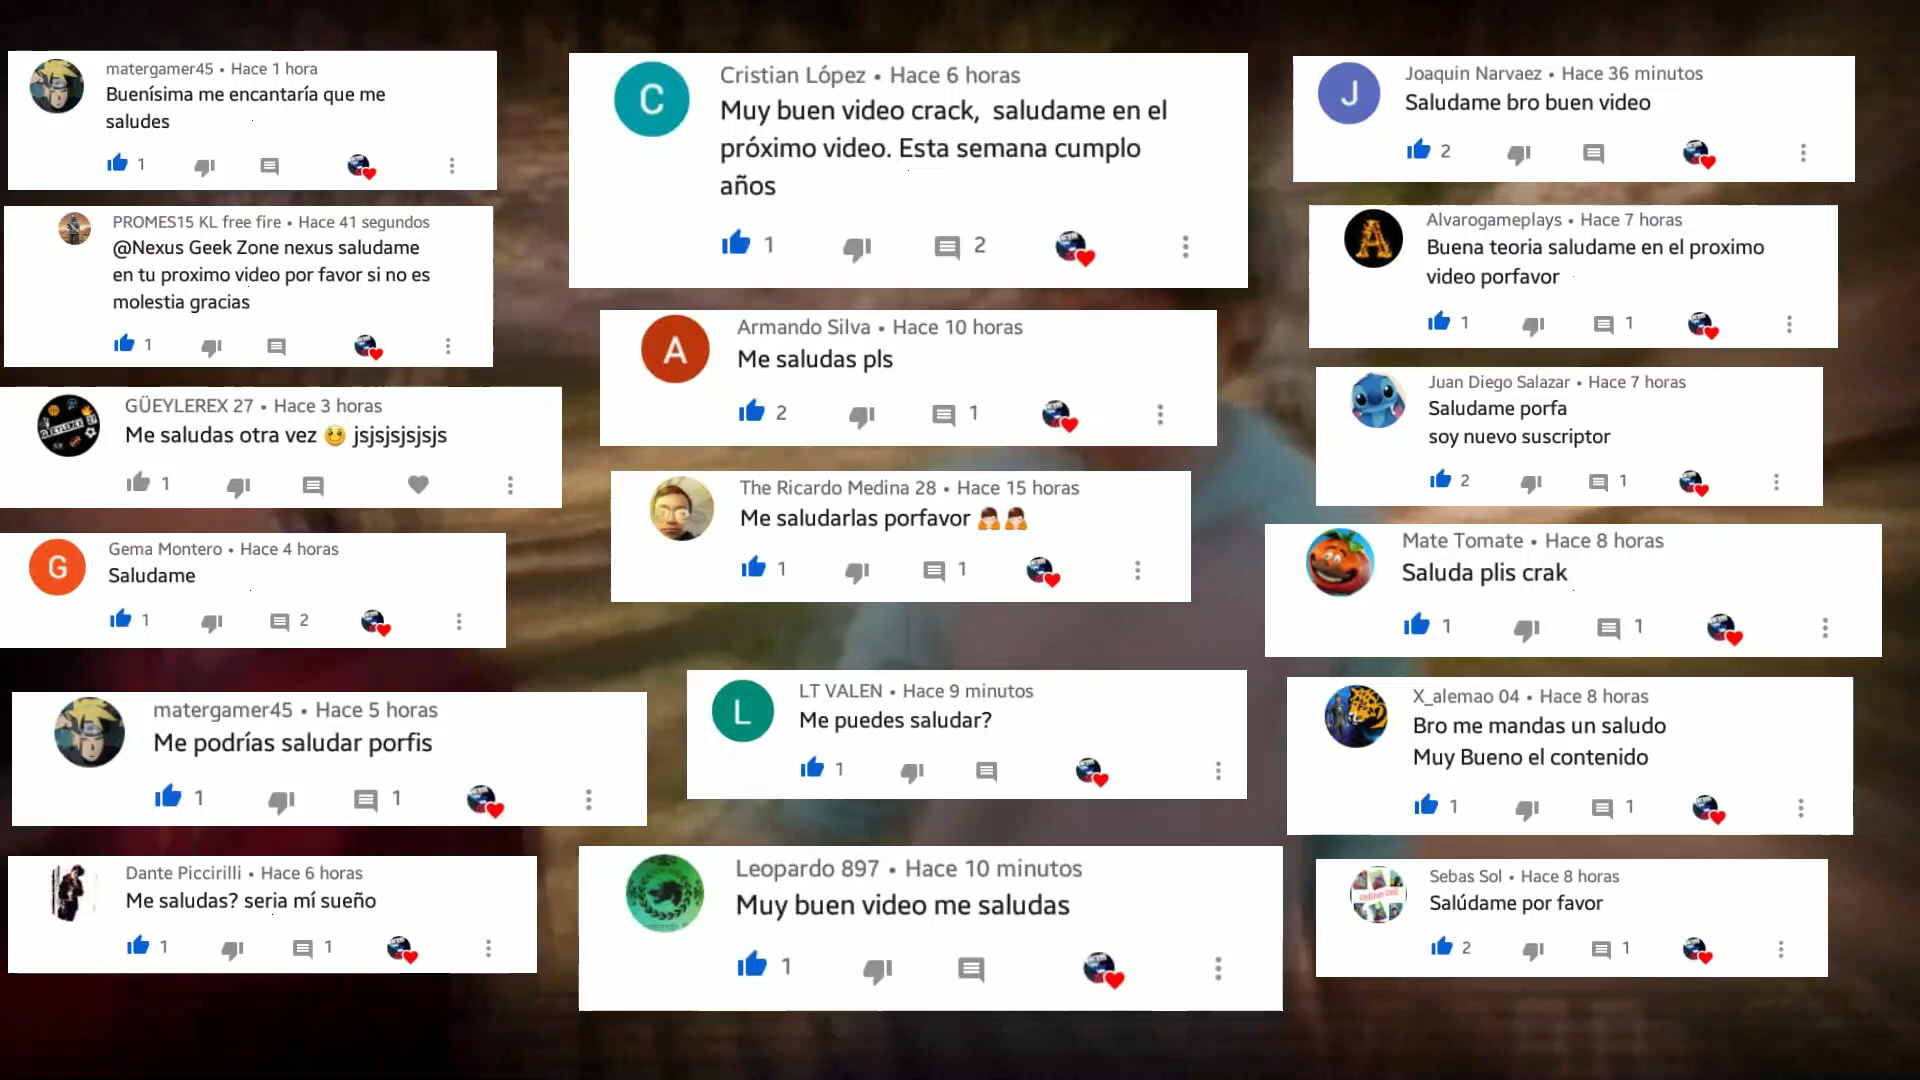 matergamer45 • Hace 1 hora
Buenísima me encantaría que me
saludes
1
PROMES15 KL free fire • Hace 41 segundos
@Nexus Geek Zone nexus saludame
en tu proximo video por favor si no es
molestia gracias
1
GÜEYLEREX 27 • Hace 3 horas
Me saludas otra vez 😊 jsjsjsjsjsjs
1
G
Gema Montero • Hace 4 horas
Saludame
1 2
matergamer45 • Hace 5 horas
Me podrías saludar porfis
1 1
Dante Piccirilli • Hace 6 horas
Me saludas? seria mí sueño
1 1
C
Cristian López • Hace 6 horas
Muy buen video crack, saludame en el
próximo video. Esta semana cumplo
años
1 2
A
Armando Silva • Hace 10 horas
Me saludas pls
2 1
The Ricardo Medina 28 • Hace 15 horas
Me saludarlas porfavor 🙇🙇
1 1
L
LT VALEN • Hace 9 minutos
Me puedes saludar?
1
Leopardo 897 • Hace 10 minutos
Muy buen video me saludas
1
J
Joaquin Narvaez • Hace 36 minutos
Saludame bro buen video
2
A
Alvarogameplays • Hace 7 horas
Buena teoria saludame en el proximo
video porfavor
1 1
Juan Diego Salazar • Hace 7 horas
Saludame porfa
soy nuevo suscriptor
2 1
Mate Tomate • Hace 8 horas
Saluda plis crak
1 1
X_alemao 04 • Hace 8 horas
Bro me mandas un saludo
Muy Bueno el contenido
1 1
Sebas Sol • Hace 8 horas
Salúdame por favor
2 1